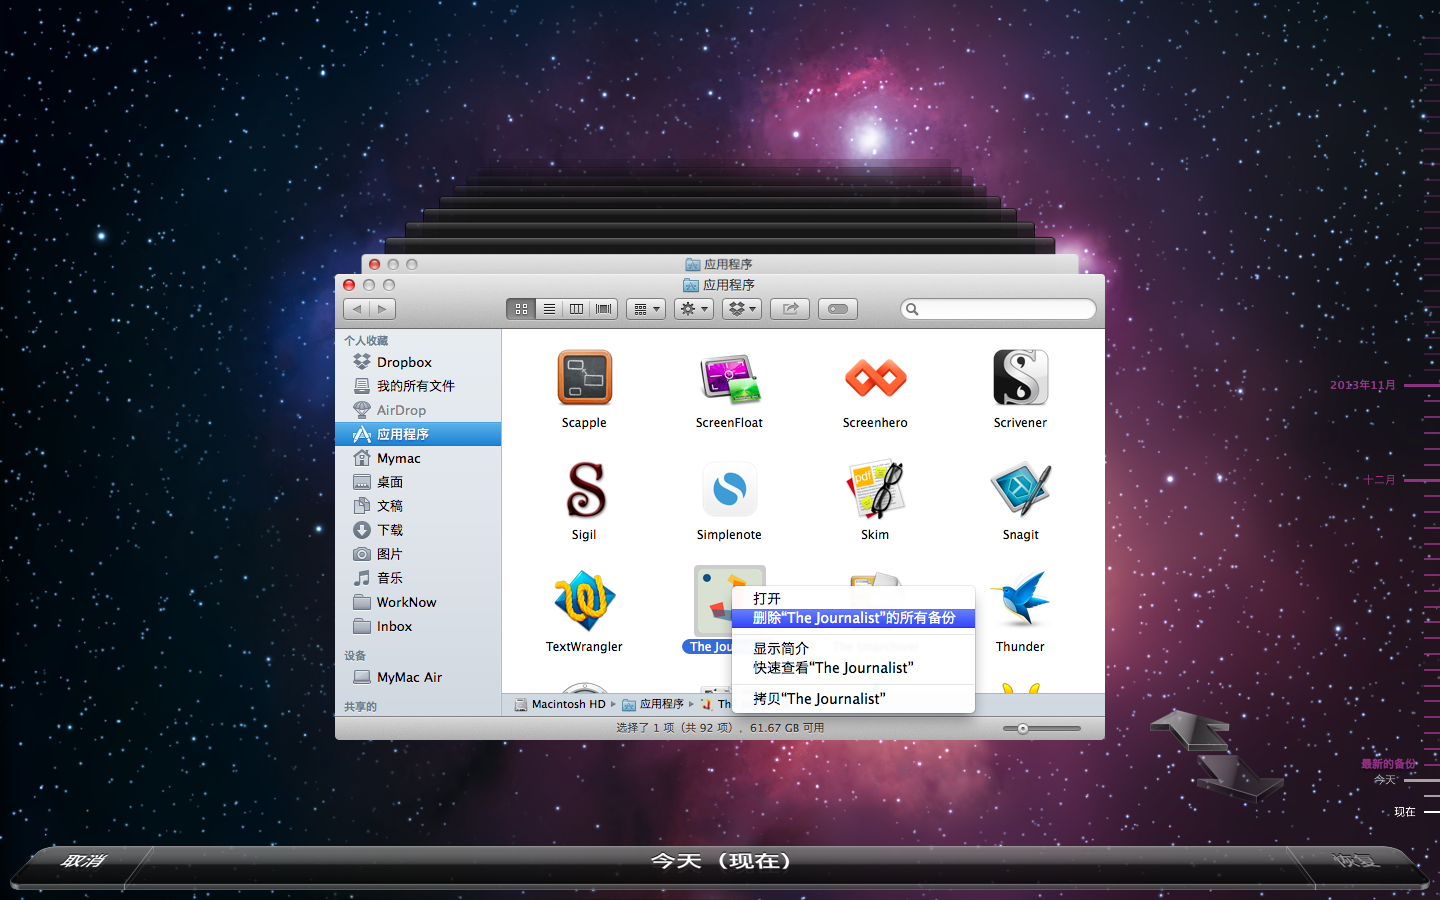 应用程序
应用程序
个人收藏
Dropbox
我的所有文件
AirDrop
应用程序
Mymac
桌面
文稿
下载
图片
音乐
WorkNow
Inbox
设备
MyMac Air
共享的
Scapple
ScreenFloat
Screenhero
Scrivener
Sigil
Simplenote
Skim
Snagit
TextWrangler
The Jou
Thunder
打开
删除“The Journalist”的所有备份
显示简介
快速查看“The Journalist”
拷贝“The Journalist”
Macintosh HD
应用程序
Th
选择了 1 项（共 92 项），61.67 GB 可用
2013年11月
十二月
最新的备份
今天
现在
取消
今天（现在）
恢复